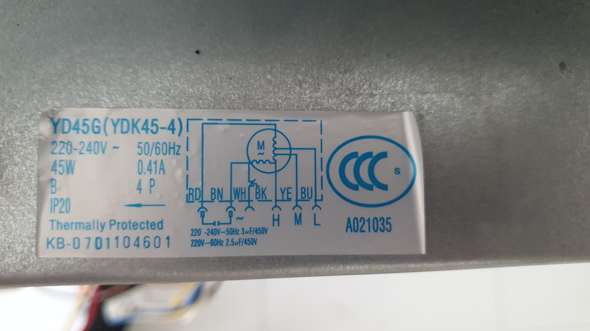 YD45G(YDK45-4)
220-240V ~ 50/60Hz
45W 0.41A
B- 4 P
IP20
Thermally Protected
KB-0701104601
M
~
RD BN WH BK YE BU
~ H M L
220 -240V-50Hz 3μF/450V
220V-60Hz 2.5μF/450V
CCC S
A021035